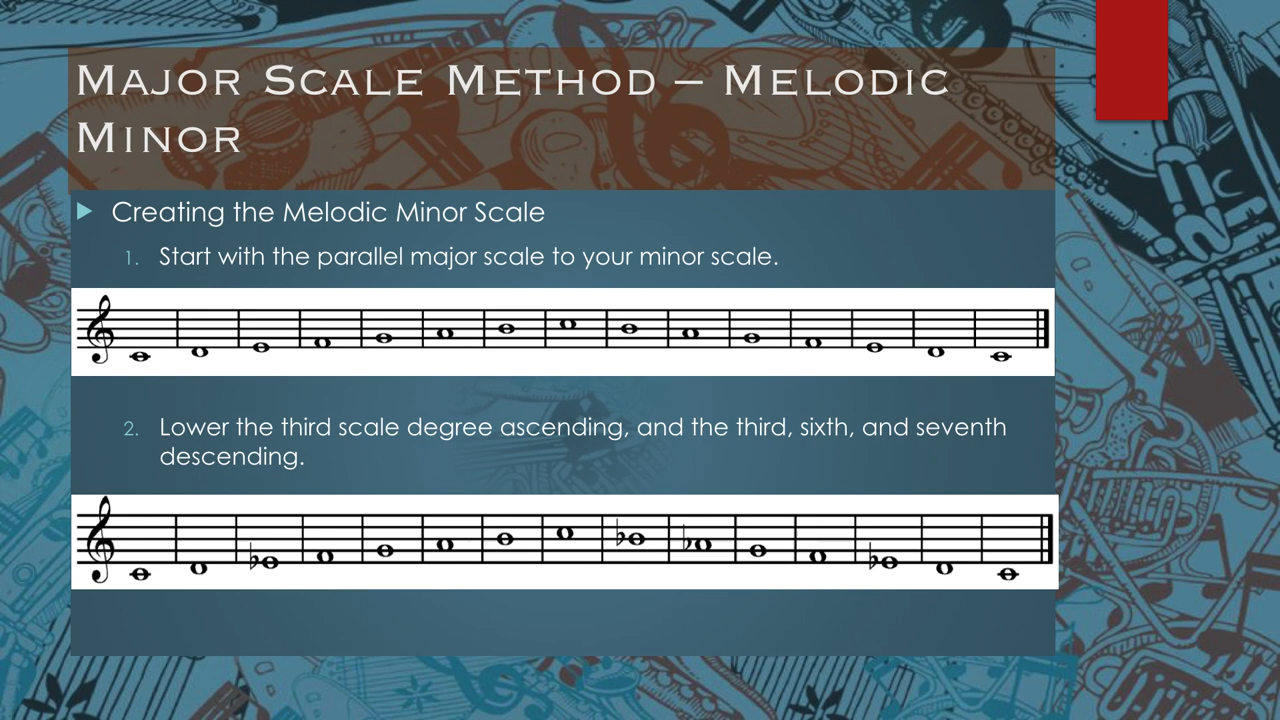 Major Scale Method – Melodic
Minor
Creating the Melodic Minor Scale
1. Start with the parallel major scale to your minor scale.
2. Lower the third scale degree ascending, and the third, sixth, and seventh
descending.